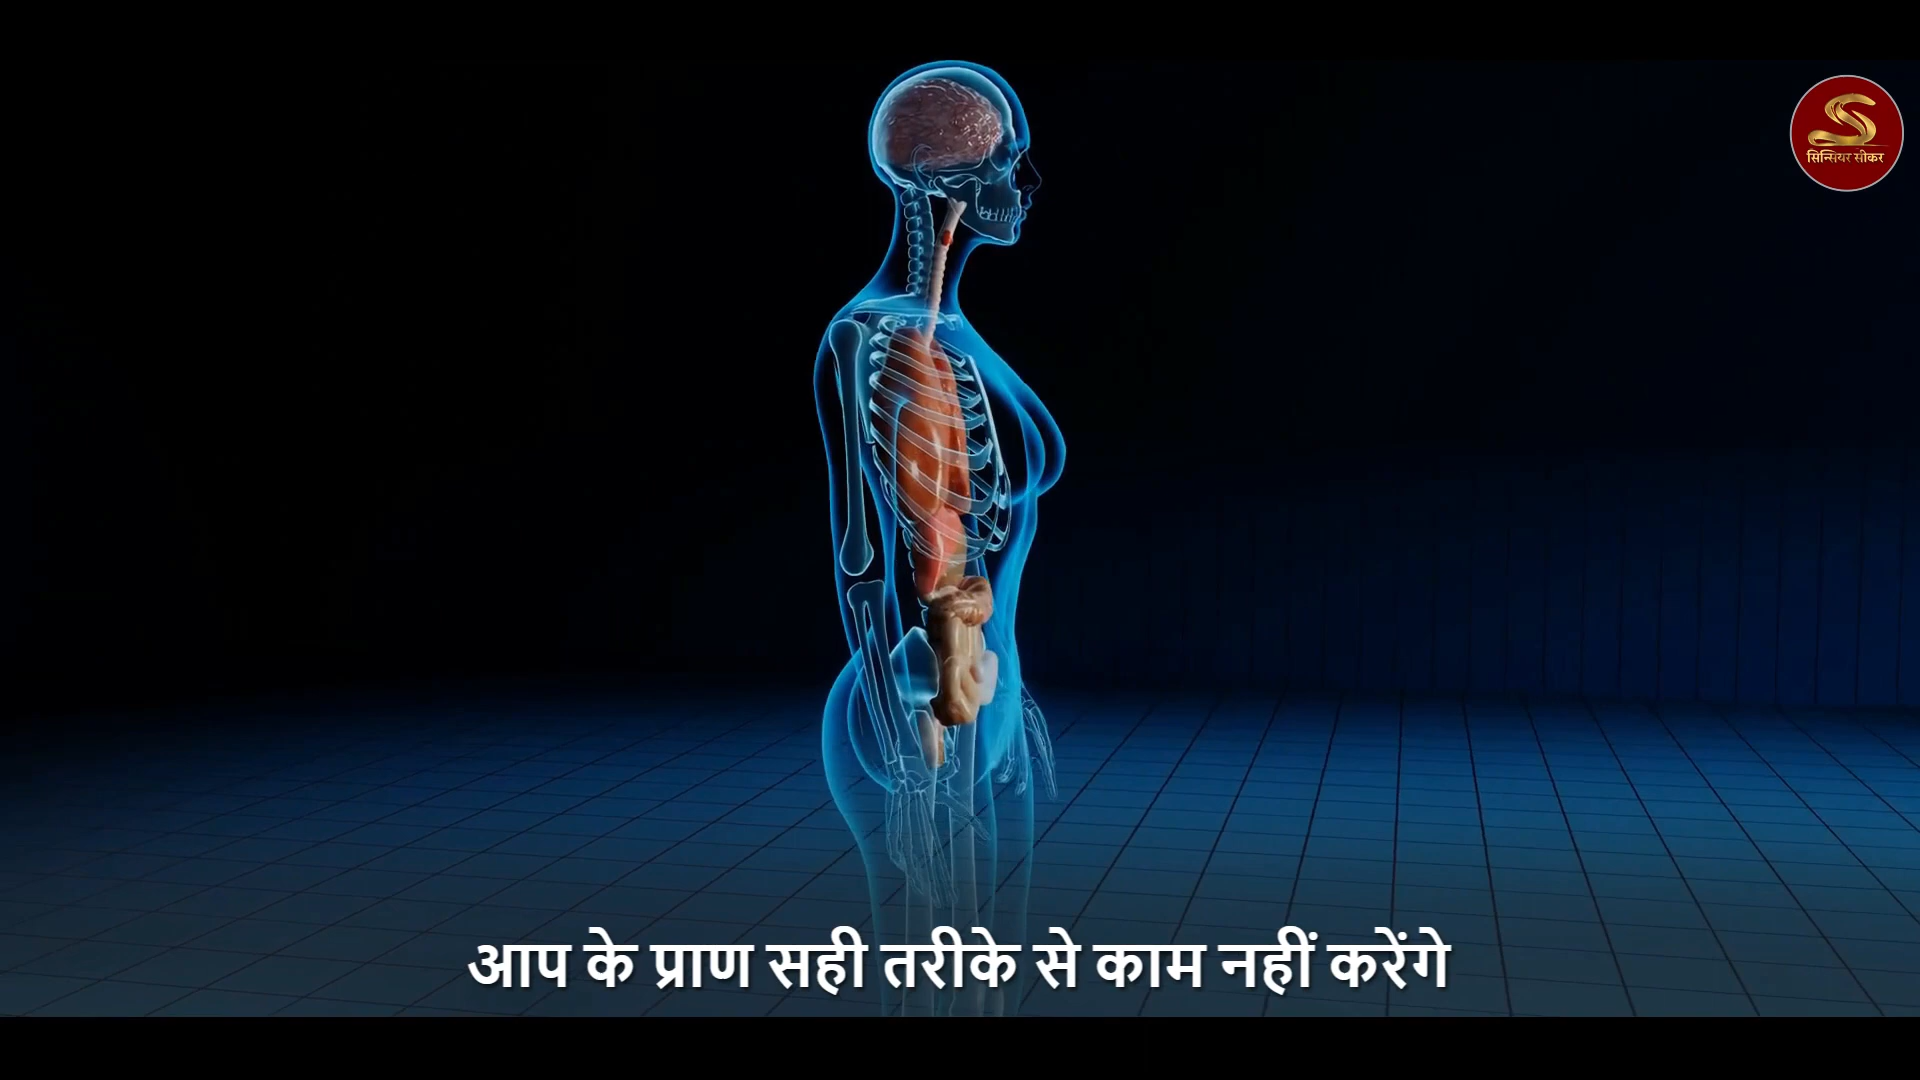 सिन्सियर सीकर
आप के प्राण सही तरीके से काम नहीं करेंगे